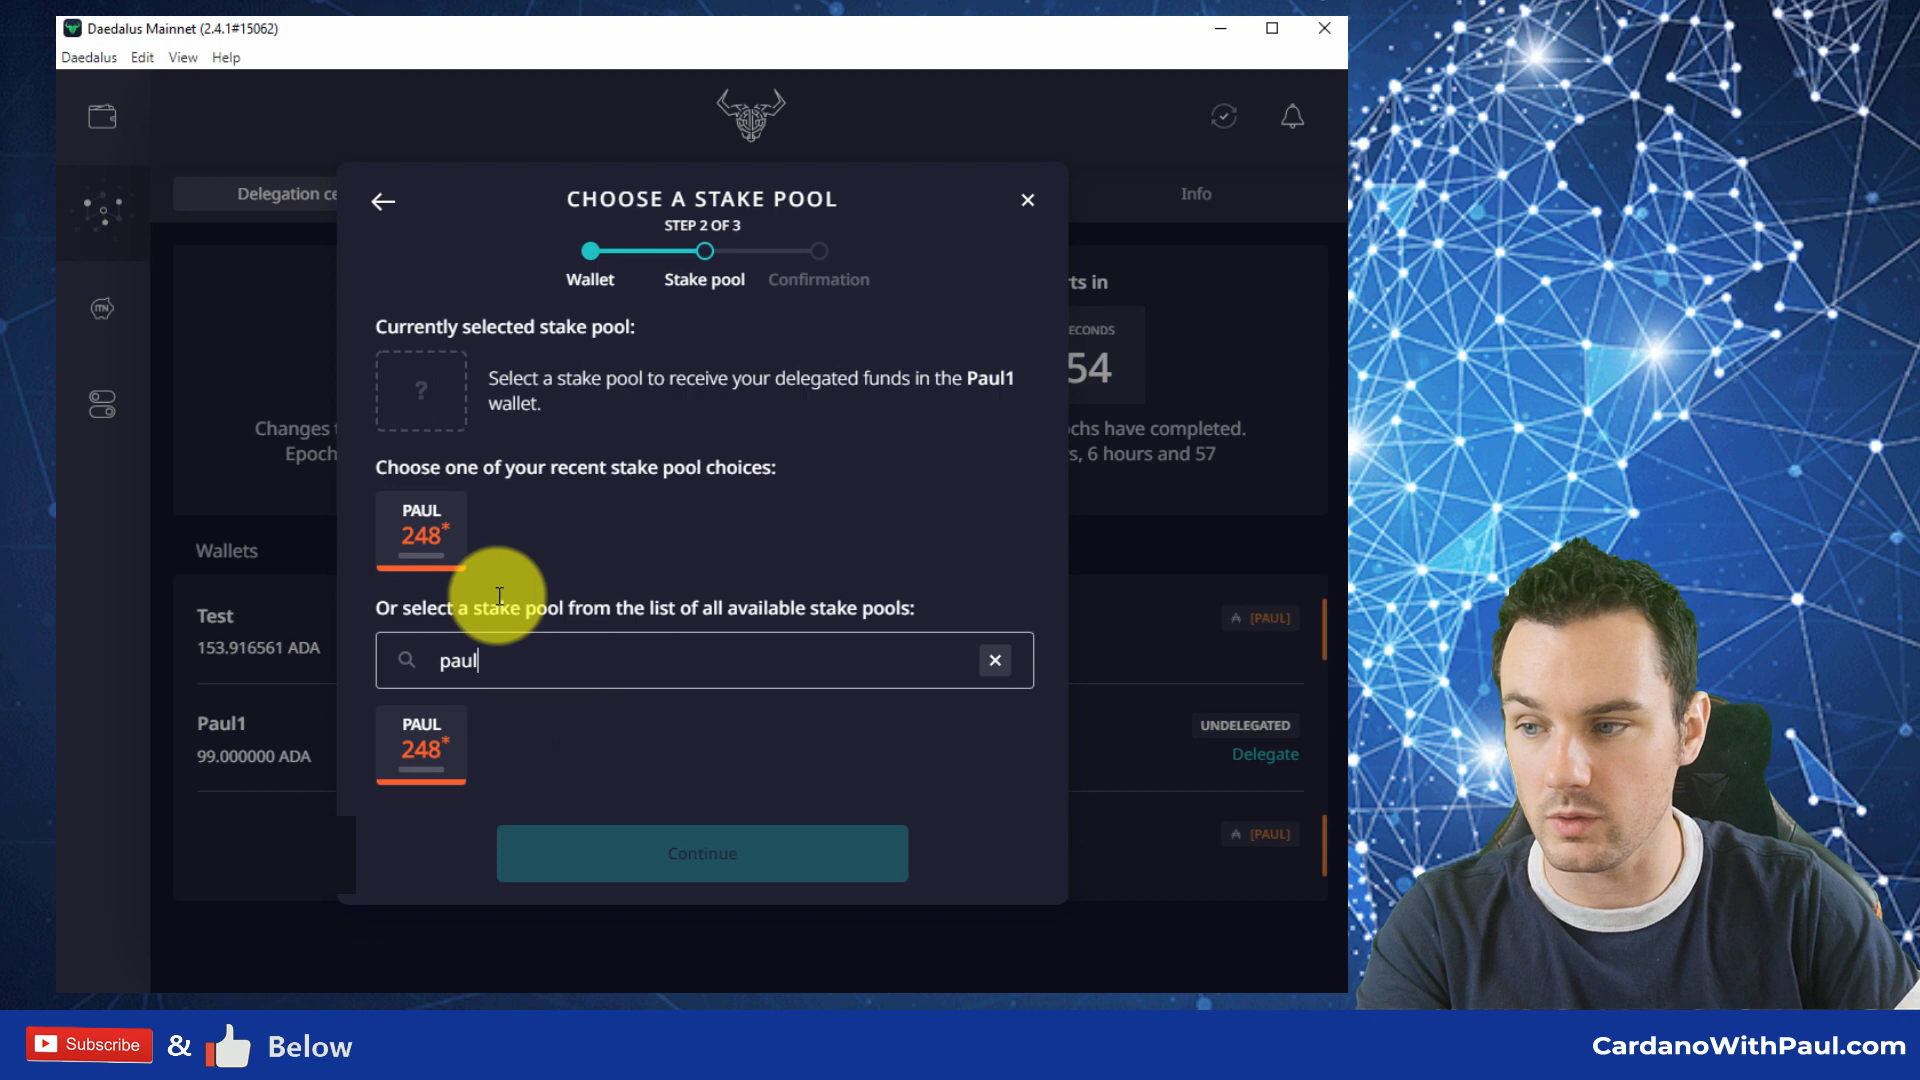 Daedalus Mainnet (2.4.1#15062)
Daedalus Edit View Help
Delegation ce
Info
CHOOSE A STAKE POOL
STEP 2 OF 3
Wallet Stake pool Confirmation
rts in
ECONDS
54
Currently selected stake pool:
?
Select a stake pool to receive your delegated funds in the Paul1
wallet.
Changes t
Epoch
ochs have completed.
s, 6 hours and 57
Choose one of your recent stake pool choices:
PAUL
248*
Wallets
Or select a stake pool from the list of all available stake pools:
paul
PAUL
248*
Continue
Test
153.916561 ADA
[PAUL]
Paul1
99.000000 ADA
UNDELEGATED
Delegate
[PAUL]
ITN
Subscribe & Below
CardanoWithPaul.com